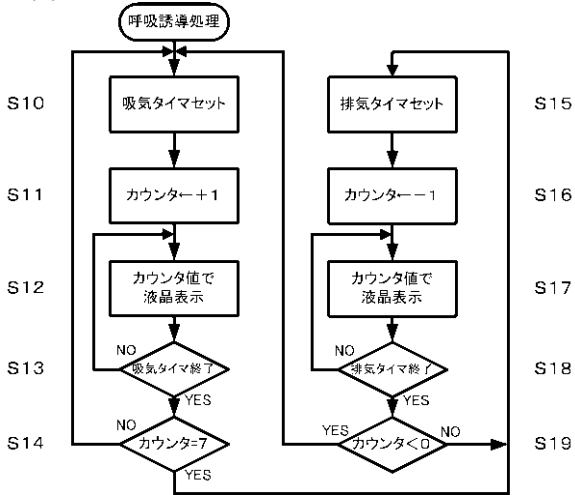 呼吸誘導処理
S10
吸気タイマセット
排気タイマセット
S15
S11
カウンタ←+1
カウンタ←-1
S16
S12
カウンタ値で
液晶表示
カウンタ値で
液晶表示
S17
S13
NO
吸気タイマ終了
YES
NO
排気タイマ終了
YES
S18
S14
NO
カウンタ=7
YES
YES
カウンタ<0
NO
S19